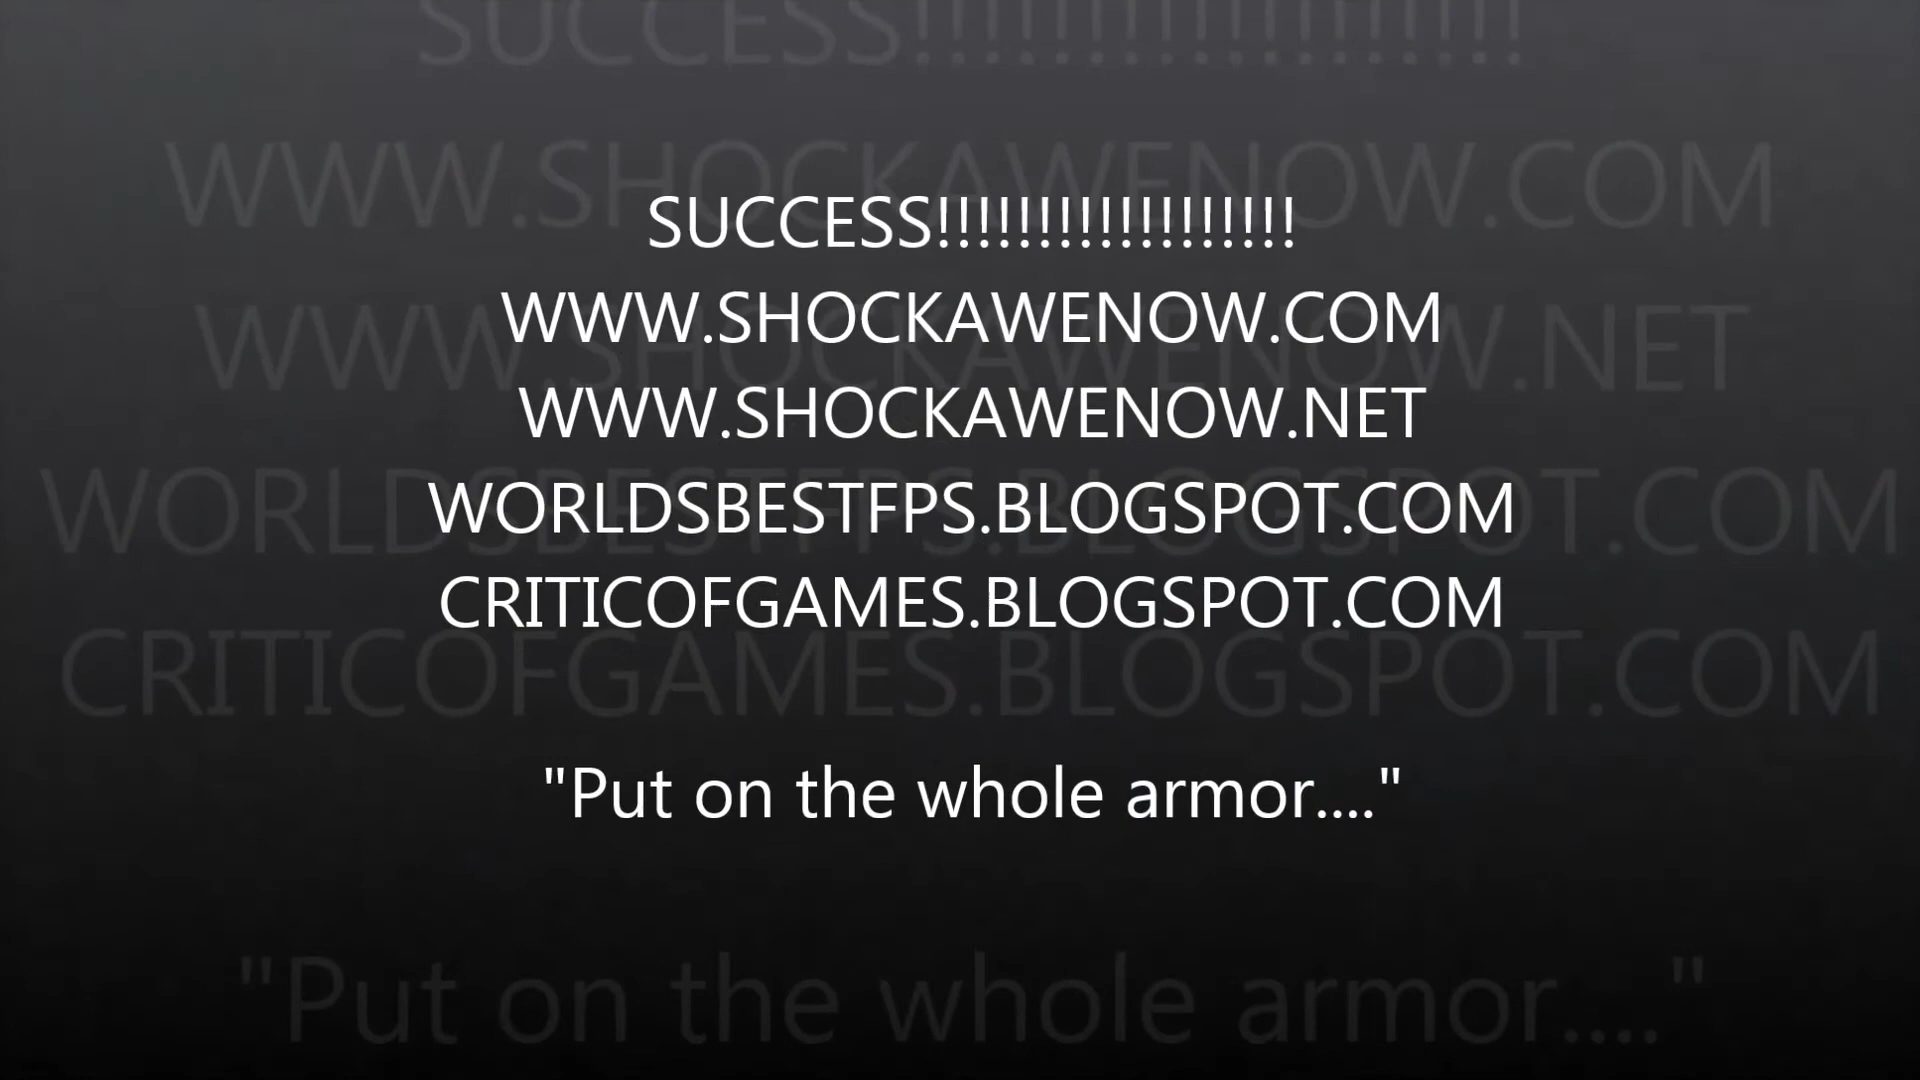 SUCCESS!!!!!!!!!!!!!!!!!!
WWW.SHOCKAWENOW.COM
WWW.SHOCKAWENOW.NET
WORLDSBESTFPS.BLOGSPOT.COM
CRITICOFGAMES.BLOGSPOT.COM
"Put on the whole armor...."